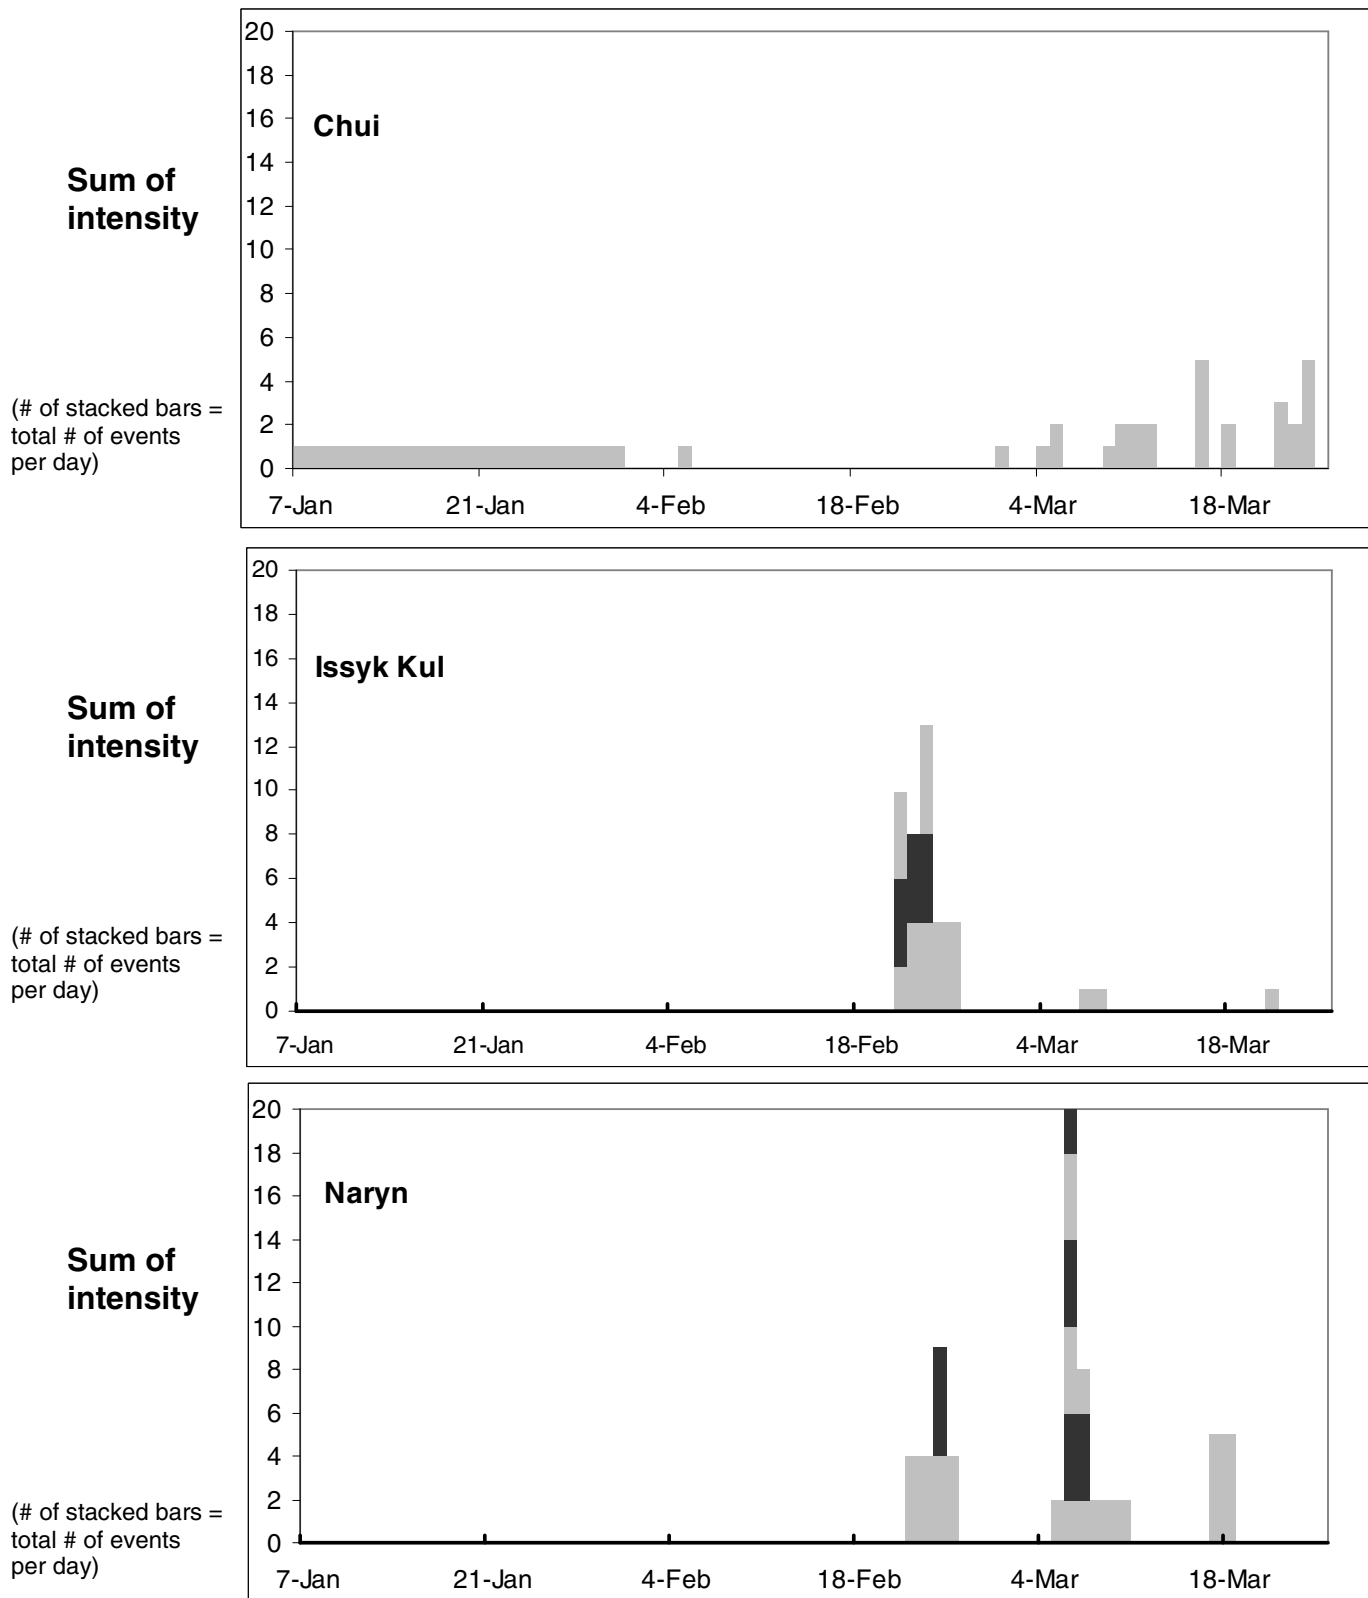 20
18
16
Chui
14
Sum of
intensity
12
10
8
6
4
(# of stacked bars =
total # of events
per day)
2
0
7-Jan 21-Jan 4-Feb 18-Feb 4-Mar 18-Mar
20
18
16
Issyk Kul
14
Sum of
intensity
12
10
8
6
4
(# of stacked bars =
total # of events
per day)
2
0
7-Jan 21-Jan 4-Feb 18-Feb 4-Mar 18-Mar
20
18
16
Naryn
14
Sum of
intensity
12
10
8
6
4
2
(# of stacked bars =
total # of events
per day)
0
7-Jan 21-Jan 4-Feb 18-Feb 4-Mar 18-Mar